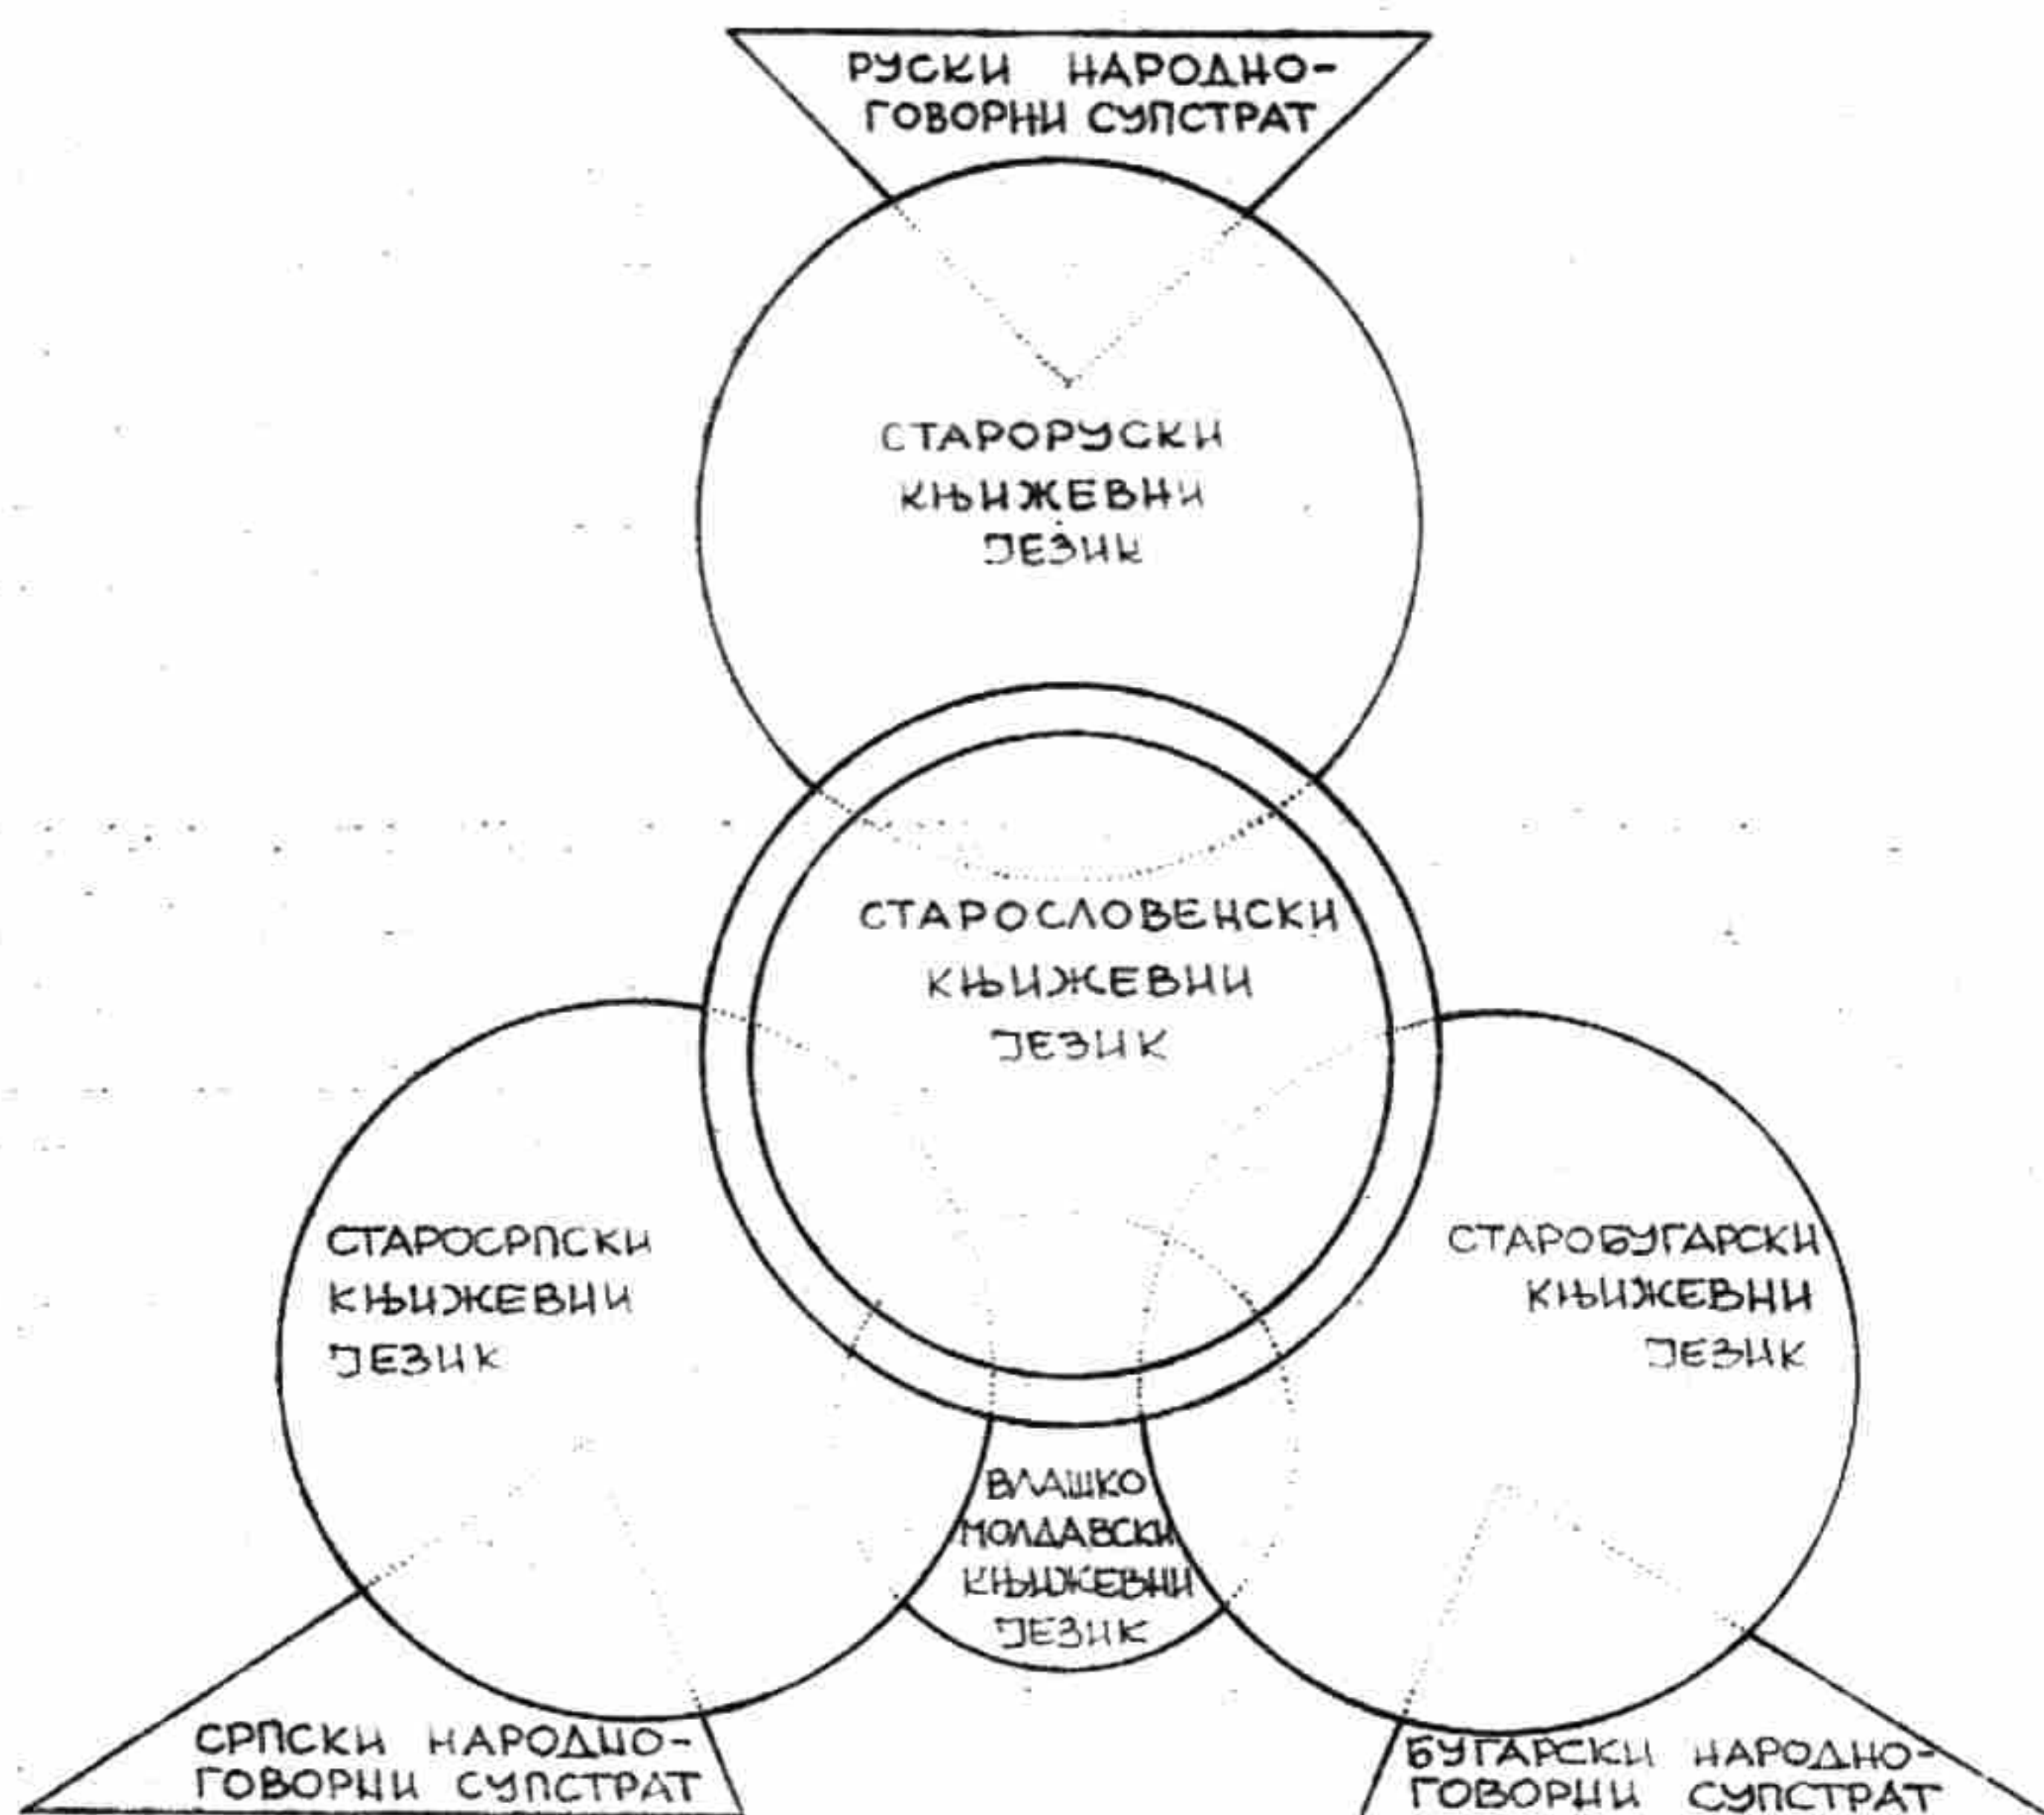 РУСКИ НАРОДНО-
ГОВОРНИ СУПСТРАТ
СТАРОРУСКИ
КЊИЖЕВНИ
ЈЕЗИК
СТАРОСЛОВЕНСКИ
КЊИЖЕВНИ
ЈЕЗИК
СТАРОСРПСКИ
КЊИЖЕВНИ
ЈЕЗИК
СТАРОБУГАРСКИ
КЊИЖЕВНИ
ЈЕЗИК
ВЛАШКО
МОЛДАВСКИ
КЊИЖЕВНИ
ЈЕЗИК
СРПСКИ НАРОДНО-
ГОВОРНИ СУПСТРАТ
БУГАРСКИ НАРОДНО-
ГОВОРНИ СУПСТРАТ